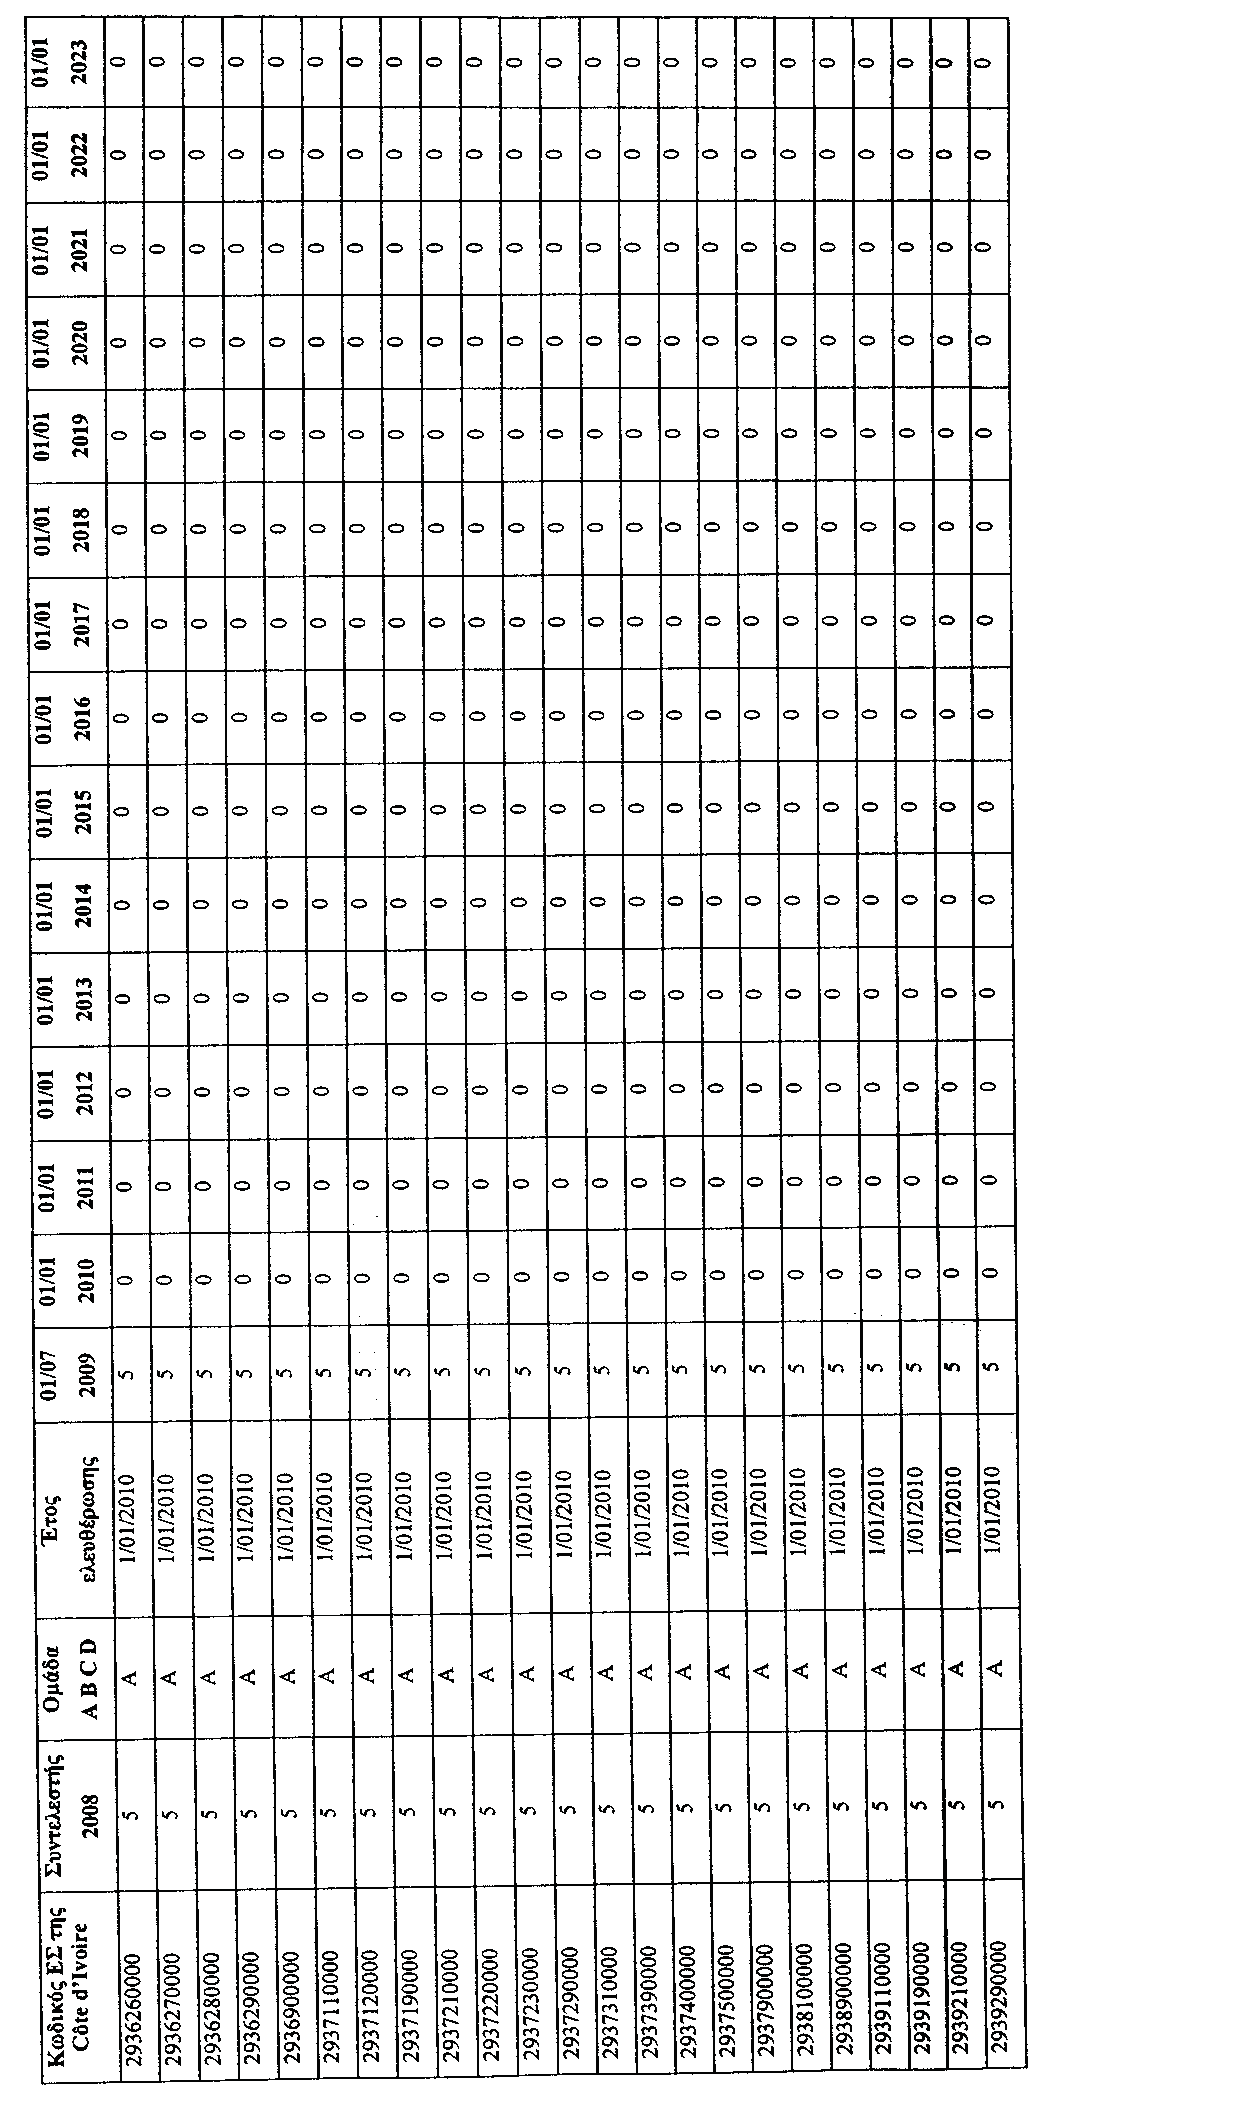 Κωδικός ΕΣ της Côte d'Ivoire Συντελεστής 2008 Ομάδα A B C D Έτος ελευθέρωσης 01/07 2009 01/01 2010 01/01 2011 01/01 2012 01/01 2013 01/01 2014 01/01 2015 01/01 2016 01/01 2017 01/01 2018 01/01 2019 01/01 2020 01/01 2021 01/01 2022 01/01 2023
2936260000 5 A 1/01/2010 5 0 0 0 0 0 0 0 0 0 0 0 0 0 0
2936270000 5 A 1/01/2010 5 0 0 0 0 0 0 0 0 0 0 0 0 0 0
2936280000 5 A 1/01/2010 5 0 0 0 0 0 0 0 0 0 0 0 0 0 0
2936290000 5 A 1/01/2010 5 0 0 0 0 0 0 0 0 0 0 0 0 0 0
2936900000 5 A 1/01/2010 5 0 0 0 0 0 0 0 0 0 0 0 0 0 0
2937110000 5 A 1/01/2010 5 0 0 0 0 0 0 0 0 0 0 0 0 0 0
2937120000 5 A 1/01/2010 5 0 0 0 0 0 0 0 0 0 0 0 0 0 0
2937190000 5 A 1/01/2010 5 0 0 0 0 0 0 0 0 0 0 0 0 0 0
2937210000 5 A 1/01/2010 5 0 0 0 0 0 0 0 0 0 0 0 0 0 0
2937220000 5 A 1/01/2010 5 0 0 0 0 0 0 0 0 0 0 0 0 0 0
2937230000 5 A 1/01/2010 5 0 0 0 0 0 0 0 0 0 0 0 0 0 0
2937290000 5 A 1/01/2010 5 0 0 0 0 0 0 0 0 0 0 0 0 0 0
2937310000 5 A 1/01/2010 5 0 0 0 0 0 0 0 0 0 0 0 0 0 0
2937390000 5 A 1/01/2010 5 0 0 0 0 0 0 0 0 0 0 0 0 0 0
2937400000 5 A 1/01/2010 5 0 0 0 0 0 0 0 0 0 0 0 0 0 0
2937500000 5 A 1/01/2010 5 0 0 0 0 0 0 0 0 0 0 0 0 0 0
2937900000 5 A 1/01/2010 5 0 0 0 0 0 0 0 0 0 0 0 0 0 0
2938100000 5 A 1/01/2010 5 0 0 0 0 0 0 0 0 0 0 0 0 0 0
2938900000 5 A 1/01/2010 5 0 0 0 0 0 0 0 0 0 0 0 0 0 0
2939110000 5 A 1/01/2010 5 0 0 0 0 0 0 0 0 0 0 0 0 0 0
2939190000 5 A 1/01/2010 5 0 0 0 0 0 0 0 0 0 0 0 0 0 0
2939210000 5 A 1/01/2010 5 0 0 0 0 0 0 0 0 0 0 0 0 0 0
2939290000 5 A 1/01/2010 5 0 0 0 0 0 0 0 0 0 0 0 0 0 0